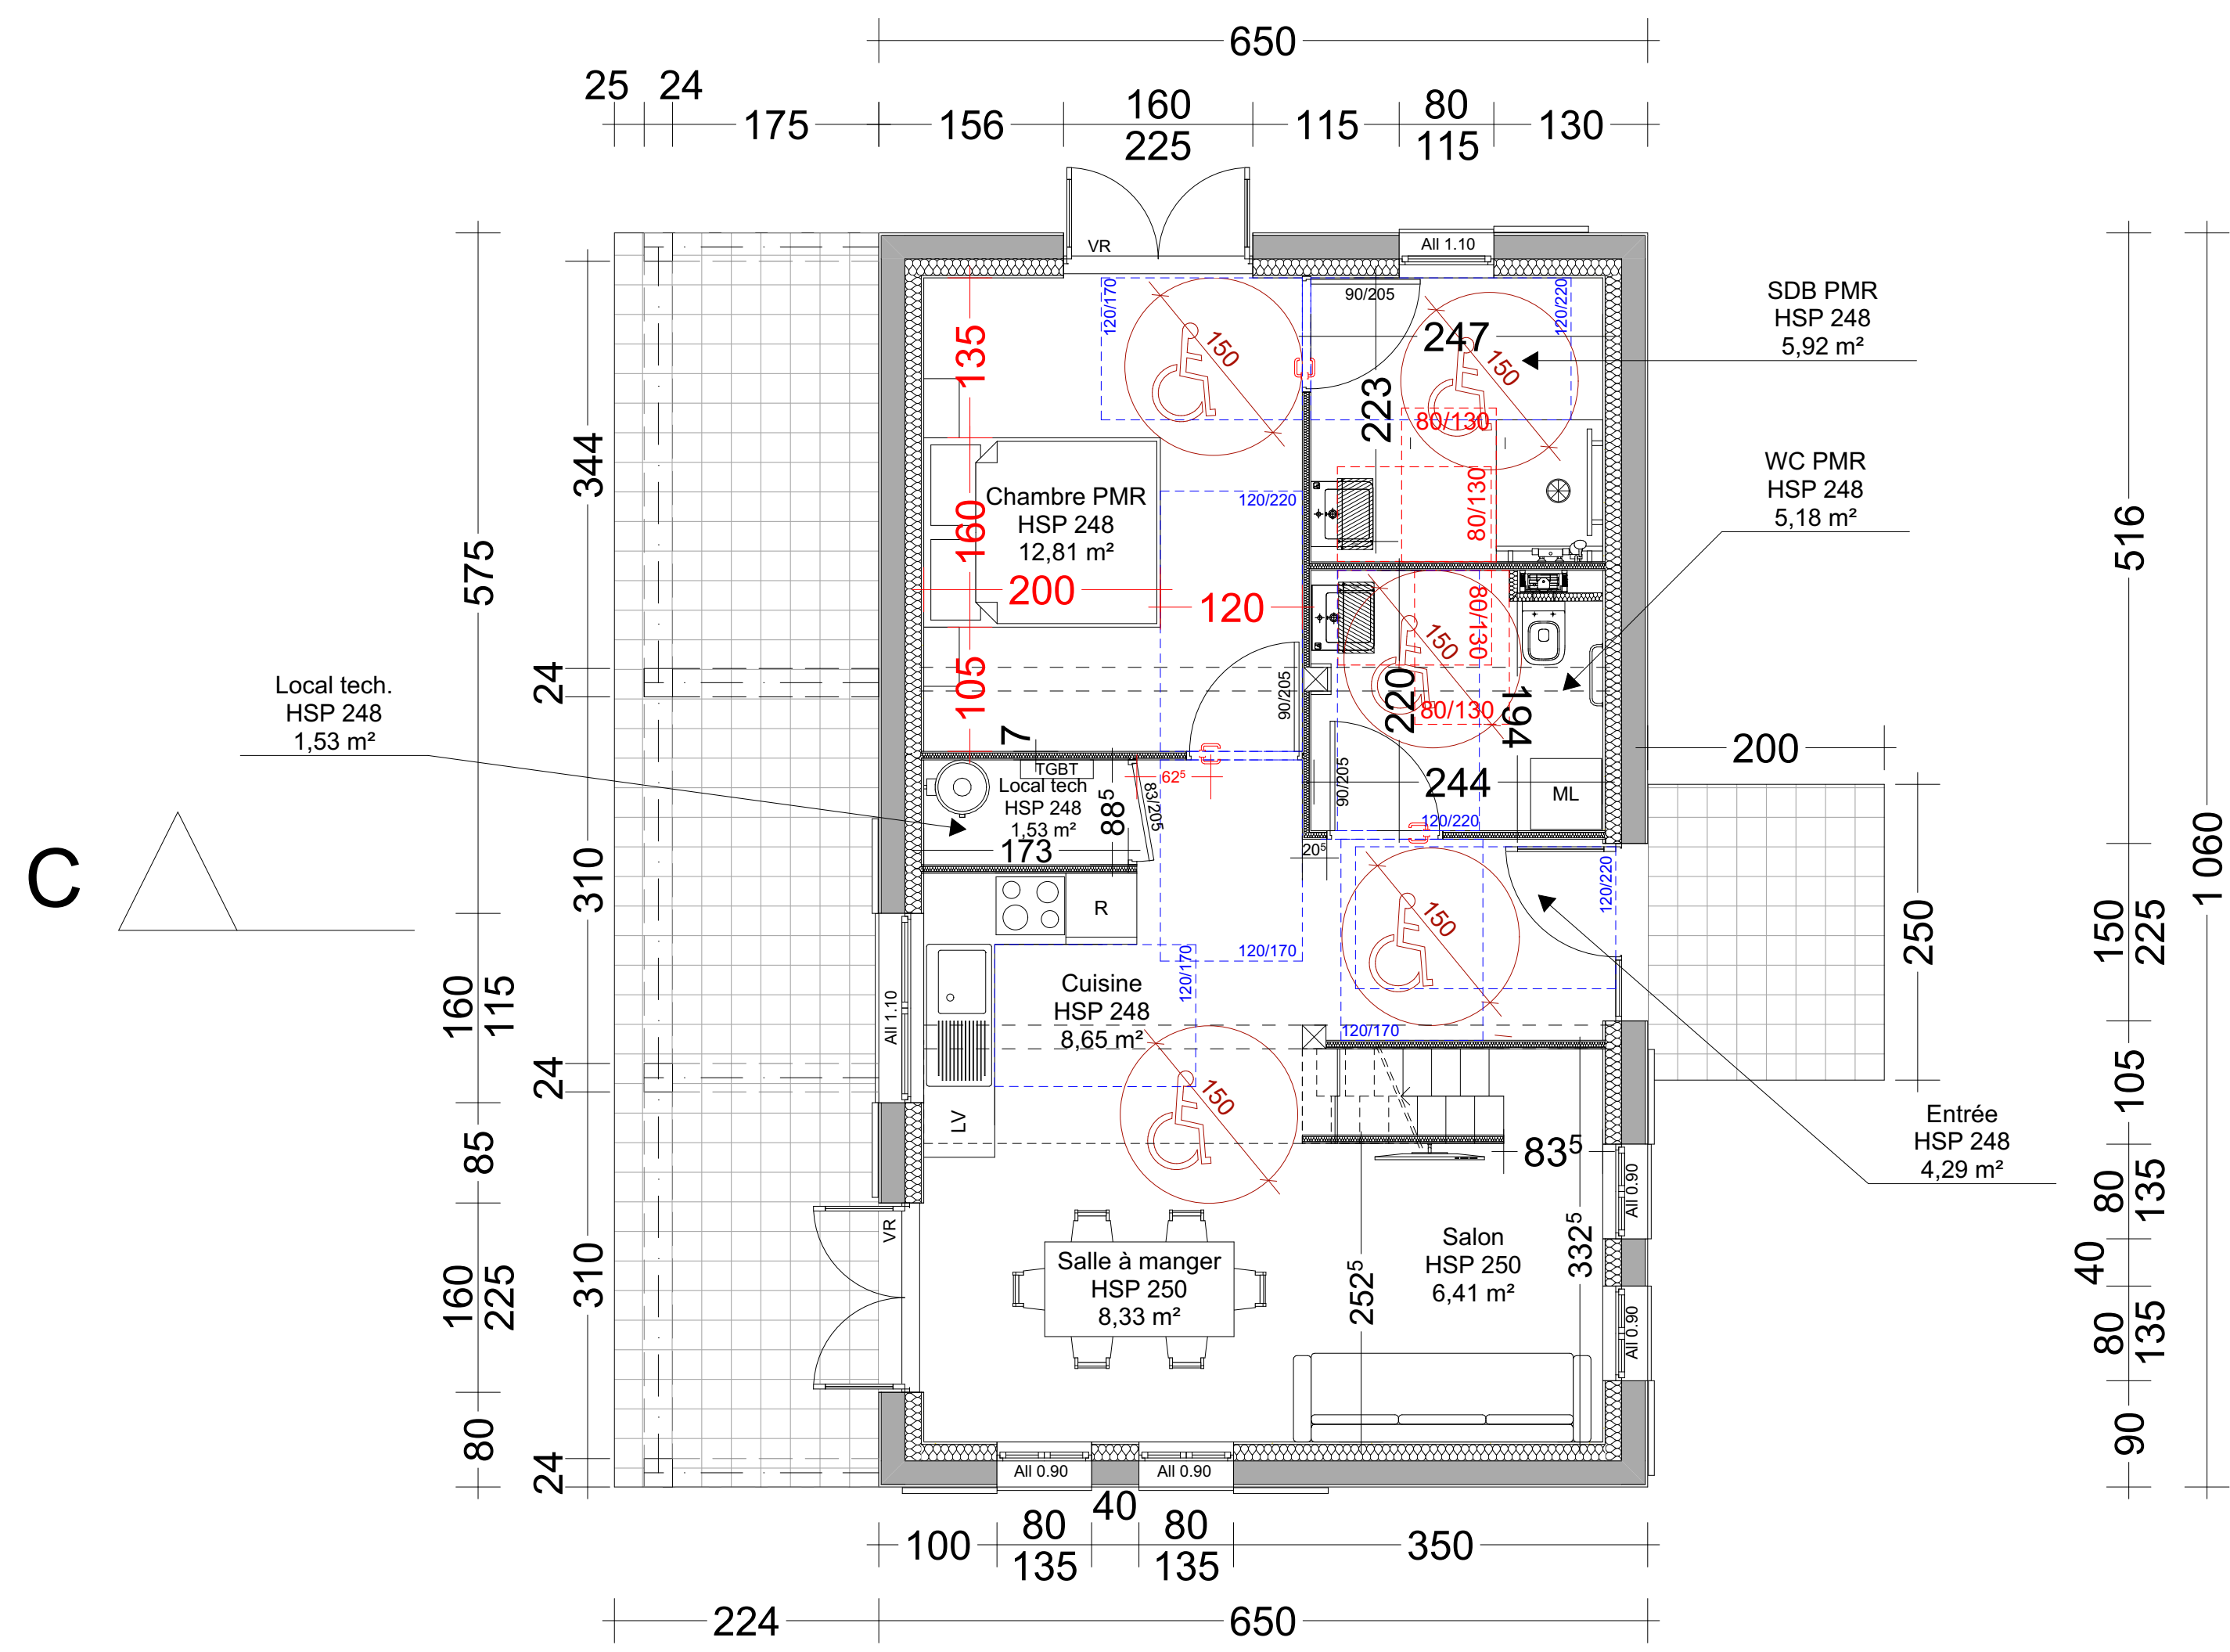 650
25
24
175
156
160
225
115
80
115
130
VR
All 1.10
120/170
90/205
120/220
135
150
247
150
SDB PMR
HSP 248
5,92 m²
223
80/130
344
575
516
WC PMR
HSP 248
5,18 m²
Chambre PMR
HSP 248
12,81 m²
160
120/220
80/130
200
120
80/130
150
24
105
90/205
220
80/130
194
Local tech.
HSP 248
1,53 m²
7
200
TGBT
62⁵
Local tech
HSP 248
1,53 m²
88⁵
83/205
90/205
244
ML
120/220
173
20⁵
C
310
R
150
120/220
250
150
225
1 060
160
115
All 1.10
Cuisine
HSP 248
8,65 m²
120/170
120/170
120/170
24
LV
150
105
Entrée
HSP 248
4,29 m²
85
83⁵
All 0.90
80
135
VR
160
225
310
Salle à manger
HSP 250
8,33 m²
252⁵
Salon
HSP 250
6,41 m²
332⁵
40
All 0.90
80
135
80
24
90
All 0.90
All 0.90
40
100
80
135
80
135
350
224
650